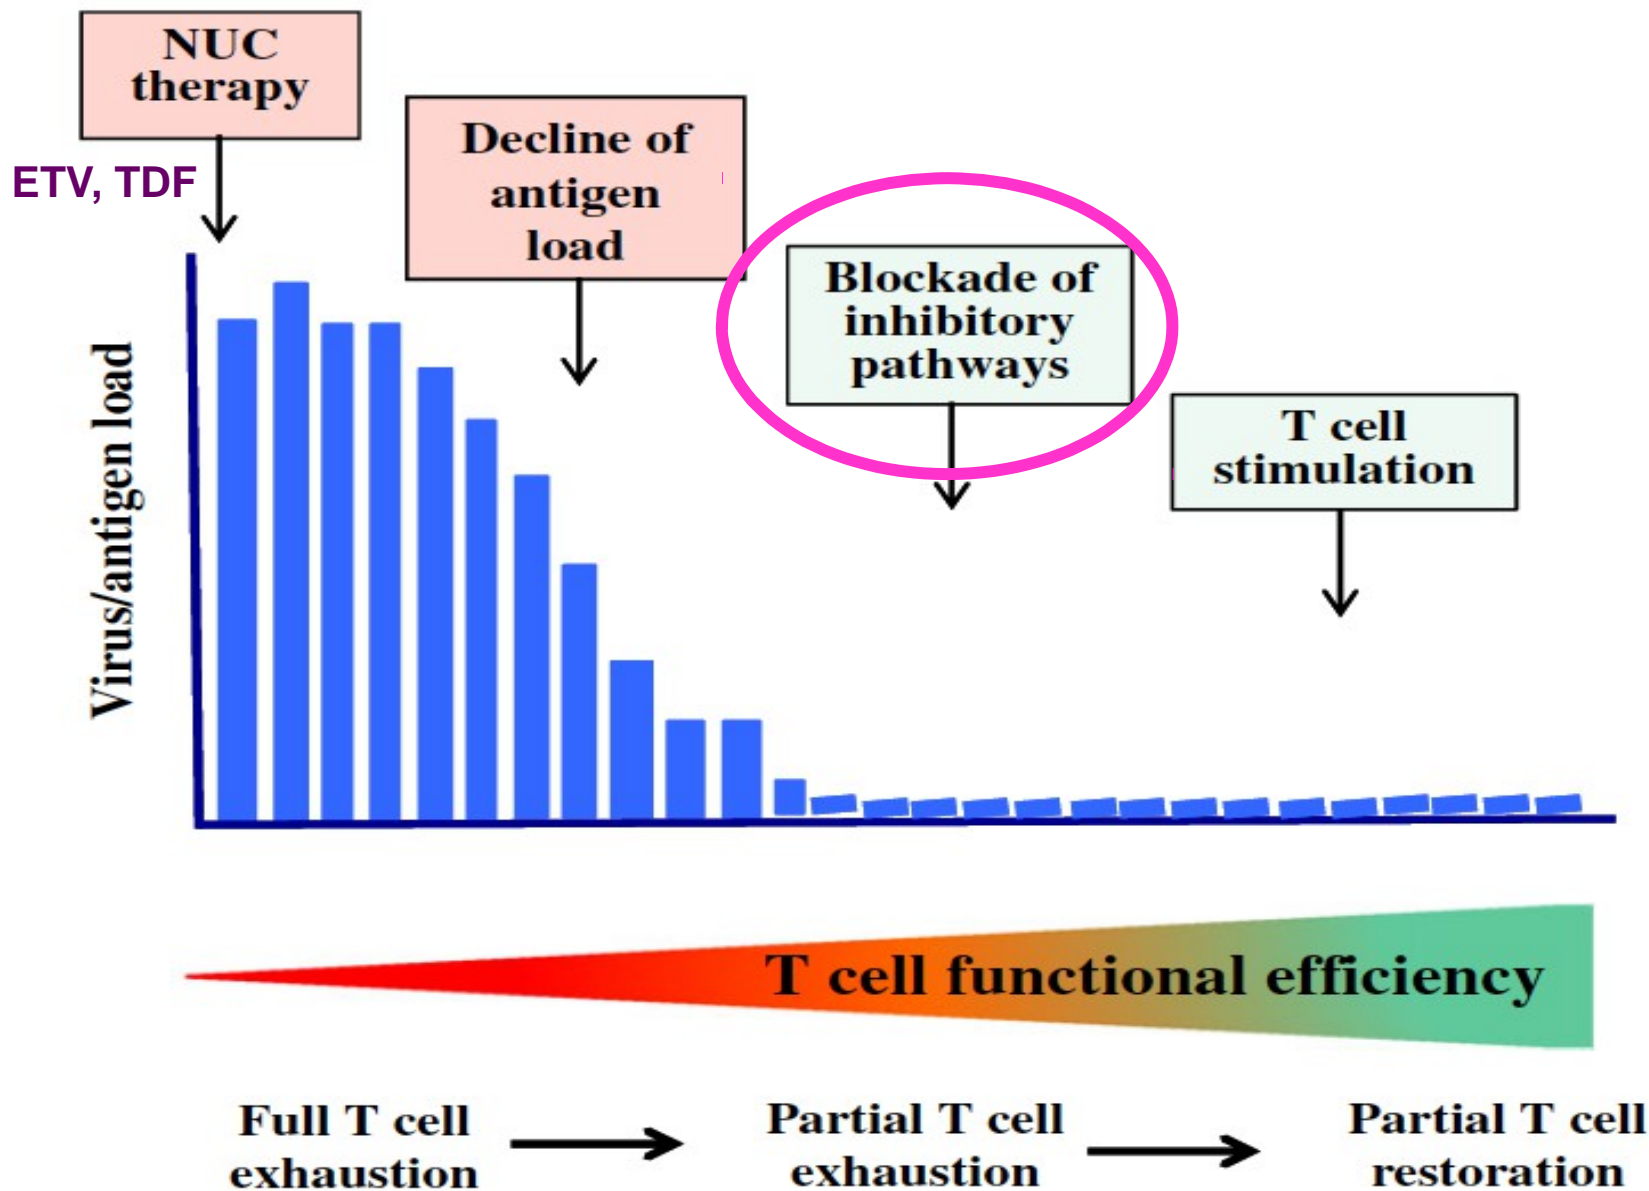 NUC
therapy
ETV, TDF
Decline of
antigen
load
Blockade of
inhibitory
pathways
T cell
stimulation
Virus/antigen load
T cell functional efficiency
Full T cell
exhaustion
Partial T cell
exhaustion
Partial T cell
restoration